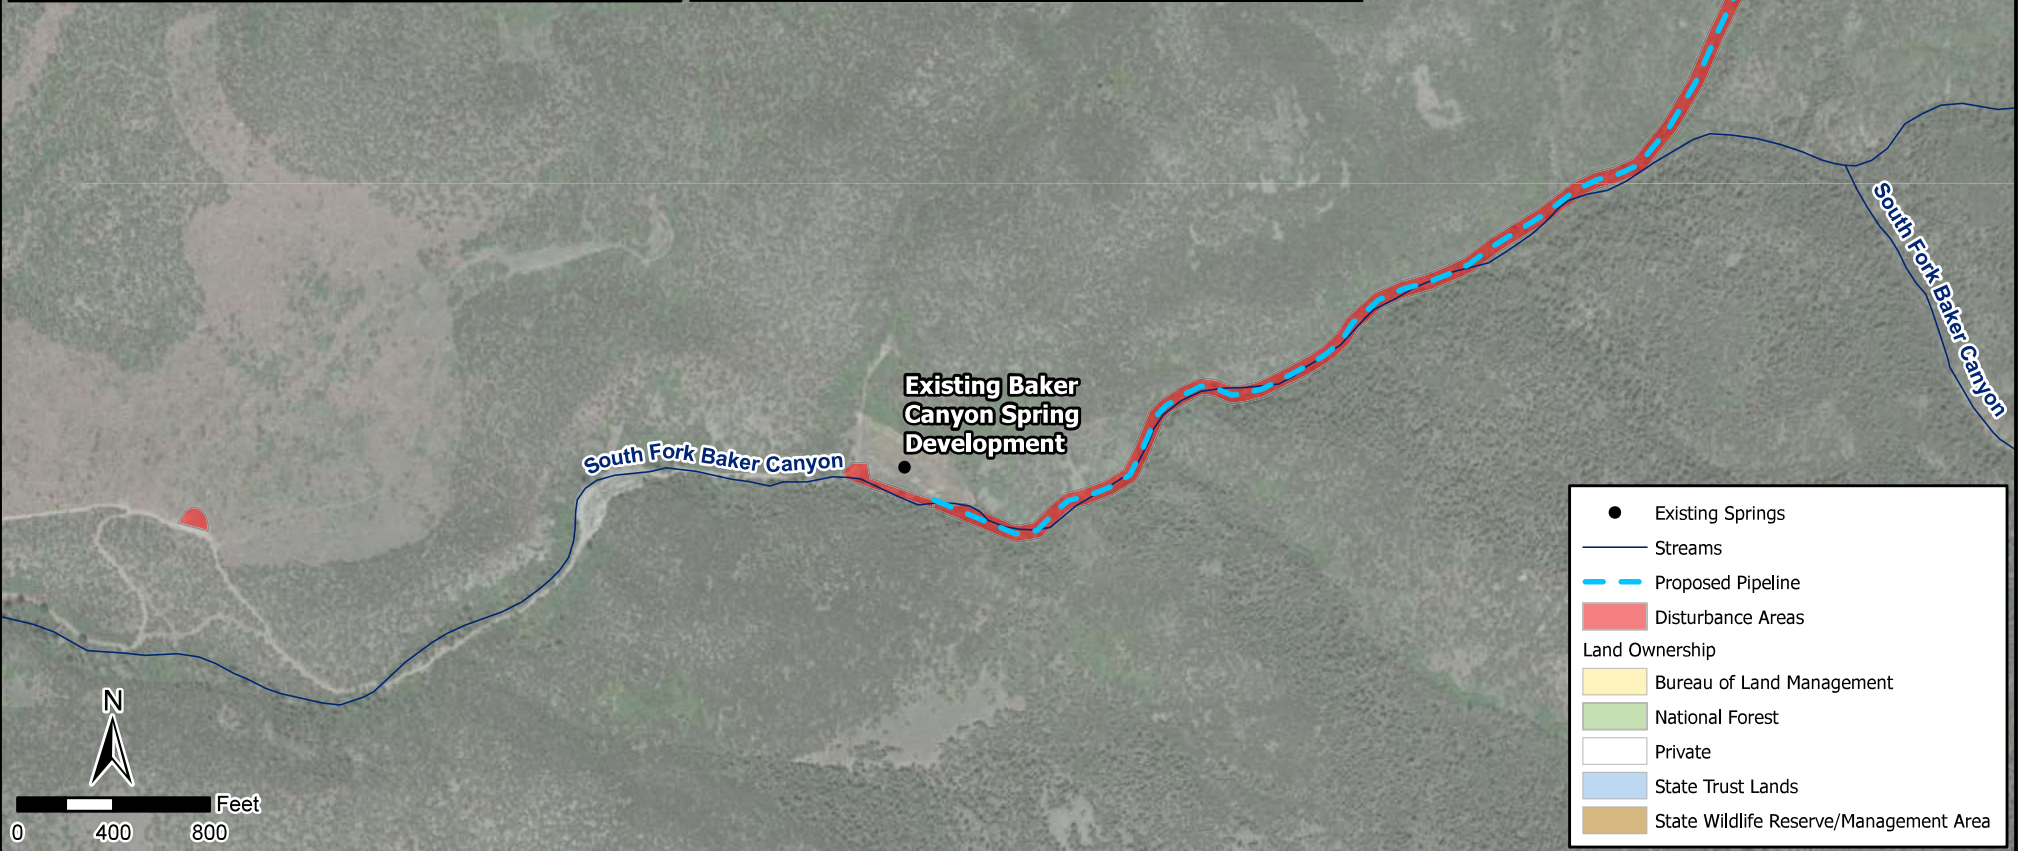 South Fork Baker Canyon
Existing Baker
Canyon Spring
Development
South Fork Baker Canyon
N
Feet
0 400 800
Existing Springs
Streams
Proposed Pipeline
Disturbance Areas
Land Ownership
Bureau of Land Management
National Forest
Private
State Trust Lands
State Wildlife Reserve/Management Area